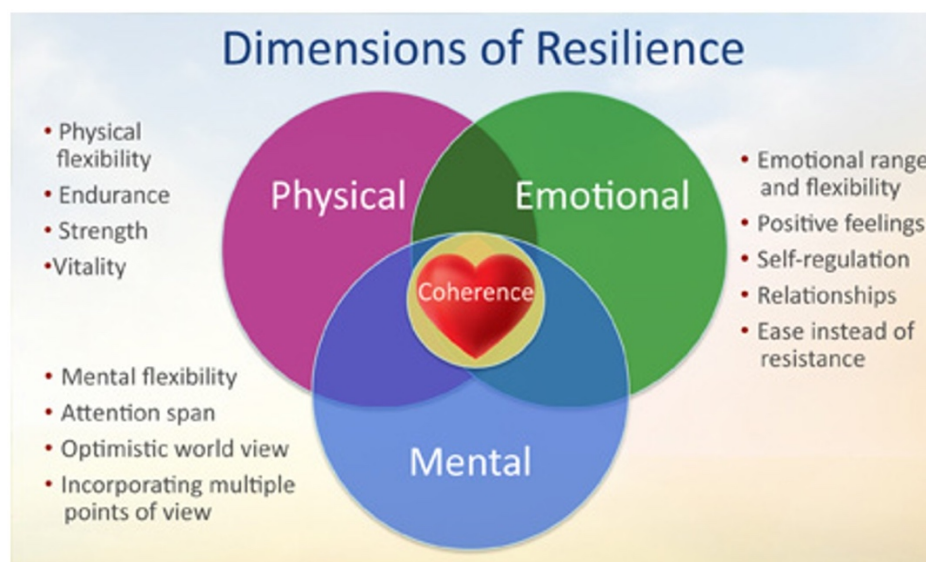 Dimensions of Resilience
• Physical
flexibility
• Endurance
• Strength
•Vitality
Physical
Emotional
Coherence
Mental
• Emotional range
and flexibility
• Positive feelings
• Self-regulation
• Relationships
• Ease instead of
resistance
• Mental flexibility
• Attention span
• Optimistic world view
• Incorporating multiple
points of view